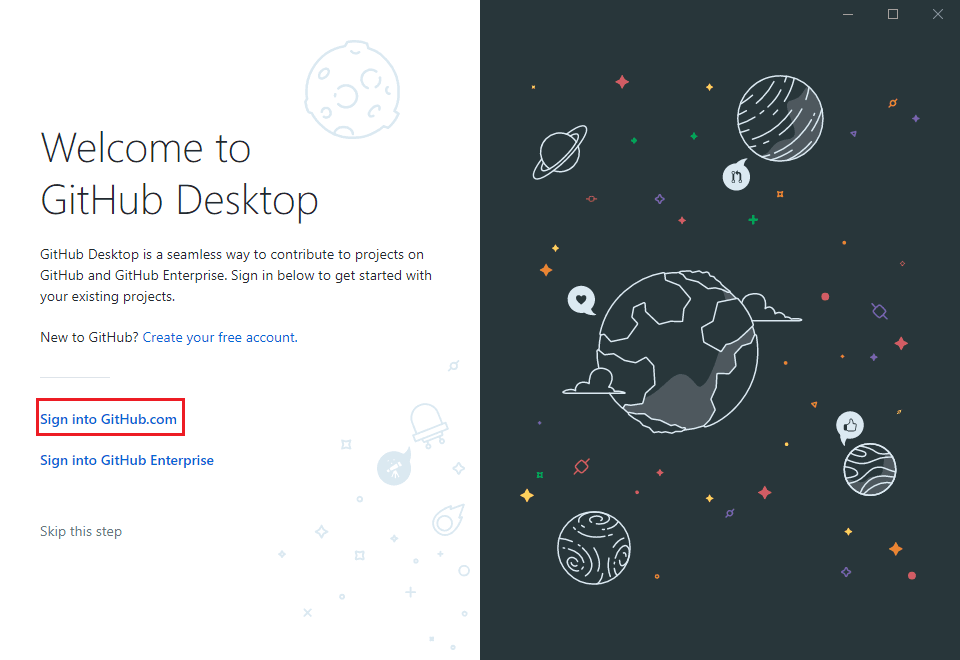 Welcome to
GitHub Desktop
GitHub Desktop is a seamless way to contribute to projects on
GitHub and GitHub Enterprise. Sign in below to get started with
your existing projects.
New to GitHub? Create your free account.
Sign into GitHub.com
Sign into GitHub Enterprise
Skip this step